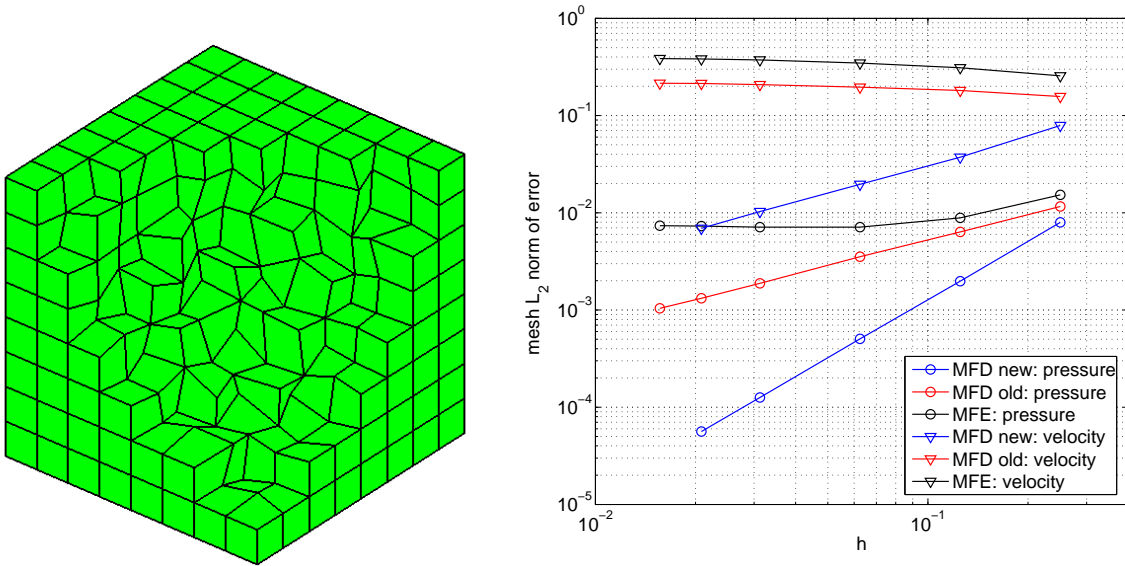 10^0
10^−1
10^−2
10^−3
10^−4
10^−5
mesh L_2 norm of error
MFD new: pressure
MFD old: pressure
MFE: pressure
MFD new: velocity
MFD old: velocity
MFE: velocity
10^−2
10^−1
h